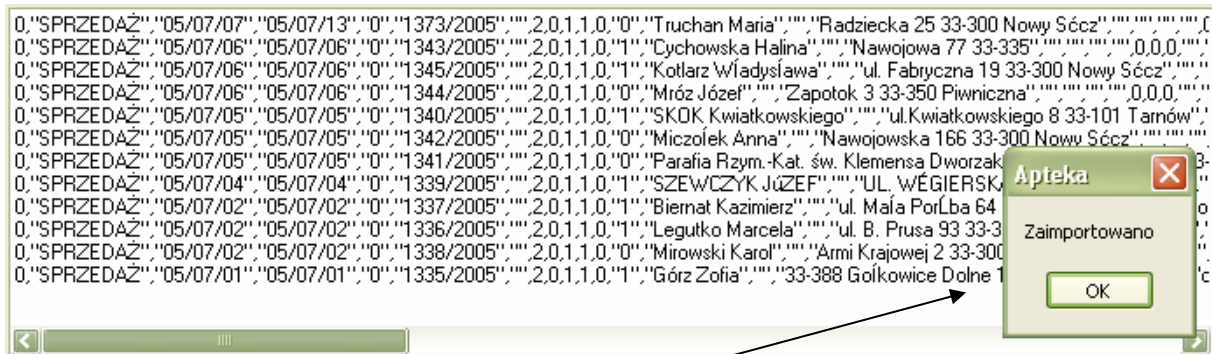 0,"SPRZEDAŻ","05/07/07","05/07/13","0","1373/2005","",2,0,1,1,0,"0","Truchan Maria","","Radziecka 25 33-300 Nowy Sócz","","","","",0
0,"SPRZEDAŻ","05/07/06","05/07/06","0","1343/2005","",2,0,1,1,0,"1","Cychowska Halina","","Nawojowa 77 33-335","","","","",0,0,0,"","
0,"SPRZEDAŻ","05/07/06","05/07/06","0","1345/2005","",2,0,1,1,0,"1","Kotlarz WÍadysÍawa","","ul. Fabryczna 19 33-300 Nowy Sócz","","
0,"SPRZEDAŻ","05/07/06","05/07/06","0","1344/2005","",2,0,1,1,0,"0","Mróz Józef","","Zapotok 3 33-350 Piwniczna","","","","",0,0,0,"","
0,"SPRZEDAŻ","05/07/05","05/07/05","0","1340/2005","",2,0,1,1,0,"1","SKOK Kwiatkowskiego","","ul.Kwiatkowskiego 8 33-101 Tarnów",
0,"SPRZEDAŻ","05/07/05","05/07/05","0","1342/2005","",2,0,1,1,0,"0","MiczoÍek Anna","","Nawojowska 166 33-300 Nowy Sócz","","","
0,"SPRZEDAŻ","05/07/05","05/07/05","0","1341/2005","",2,0,1,1,0,"0","Parafia Rzym.-Kat. św. Klemensa Dworzak
0,"SPRZEDAŻ","05/07/04","05/07/04","0","1339/2005","",2,0,1,1,0,"1","SZEWCZYK JúZEF","","UL. WÉGIERSK
0,"SPRZEDAŻ","05/07/02","05/07/02","0","1337/2005","",2,0,1,1,0,"1","Biernat Kazimierz","","ul. MaÍa PorĹba 64
0,"SPRZEDAŻ","05/07/02","05/07/02","0","1336/2005","",2,0,1,1,0,"1","Legutko Marcela","","ul. B. Prusa 93 33-3
0,"SPRZEDAŻ","05/07/02","05/07/02","0","1338/2005","",2,0,1,1,0,"0","Mirowski Karol","","Armi Krajowej 2 33-300
0,"SPRZEDAŻ","05/07/01","05/07/01","0","1335/2005","",2,0,1,1,0,"1","Górz Zofia","","33-388 GoÍkowice Dolne 1
Apteka
Zaimportowano
OK